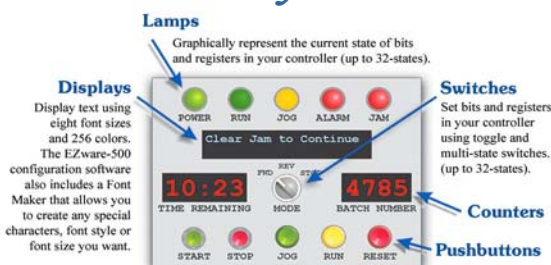 Lamps
Graphically represent the current state of bits
and registers in your controller (up to 32-states).
Displays
Display text using
eight font sizes
and 256 colors.
The EZware-500
configuration software
also includes a Font
Maker that allows you
to create any special
characters, font style or
font size you want.
POWER RUN JOG ALARM JAM
Clear Jam to Continue
FWD REV STOP
10:23
TIME REMAINING
MODE
4785
BATCH NUMBER
START STOP JOG RUN RESET
Switches
Set bits and registers
in your controller
using toggle and
multi-state switches.
(up to 32-states).
Counters
Pushbuttons